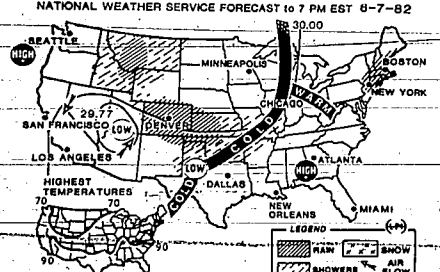 NATIONAL WEATHER SERVICE FORECAST to 7 PM EST 8-7-82
30.00
SEATTLE
HIGH
MINNEAPOLIS
BOSTON
NEW YORK
CHICAGO
WARM
29.77
SAN FRANCISCO
LOW
DENVER
COLD
LOS ANGELES
LOW
HIGH
ATLANTA
HIGHEST
TEMPERATURES
DALLAS
COLD
NEW
ORLEANS
MIAMI
70
70
90
LEGEND
RAIN
SNOW
SHOWERS
AIR
FLOW